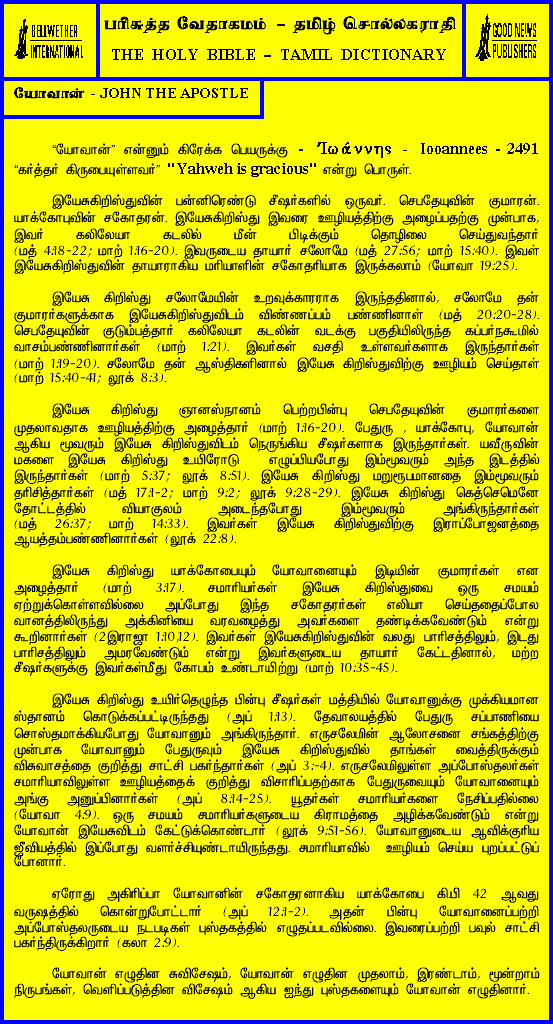 BELLWETHER
INTERNATIONAL
பரிசுத்த வேதாகமம் – தமிழ் சொல்லகராதி
THE HOLY BIBLE – TAMIL DICTIONARY
GOOD NEWS
PUBLISHERS
யோவான் - JOHN THE APOSTLE
“யோவான்” என்னும் கிரேக்க பெயருக்கு - Ἰωάννης - Iooannees - 2491
“கர்த்தர் கிருபையுள்ளவர்” "Yahweh is gracious" என்று பொருள்.
இயேசுகிறிஸ்துவின் பன்னிரெண்டு சீஷர்களில் ஒருவர். செபதேயுவின் குமாரன்.
யாக்கோபுவின் சகோதரன். இயேசுகிறிஸ்து இவரை ஊழியத்திற்கு அழைப்பதற்கு முன்பாக,
இவர் கலிலேயா கடலில் மீன் பிடிக்கும் தொழிலை செய்துவந்தார்
(மத் 4:18-22; மாற் 1:16-20). இவருடைய தாயார் சலோமே (மத் 27:56; மாற் 15:40). இவள்
இயேசுகிறிஸ்துவின் தாயாராகிய மரியாளின் சகோதரியாக இருக்கலாம் (யோவா 19:25).
இயேசு கிறிஸ்து சலோமேயின் உறவுக்காரராக இருந்ததினால், சலோமே தன்
குமாரர்களுக்காக இயேசுகிறிஸ்துவிடம் விண்ணப்பம் பண்ணினாள் (மத் 20:20-28).
செபதேயுவின் குடும்பத்தார் கலிலேயா கடலின் வடக்கு பகுதியிலிருந்த கப்பர்நகூமில்
வாசம்பண்ணினார்கள் (மாற் 1:21). இவர்கள் வசதி உள்ளவர்களாக இருந்தார்கள்
(மாற் 1:19-20). சலோமே தன் ஆஸ்திகளினால் இயேசு கிறிஸ்துவிற்கு ஊழியம் செய்தாள்
(மாற் 15:40-41; லூக் 8:3).
இயேசு கிறிஸ்து ஞானஸ்நானம் பெற்றபின்பு செபதேயுவின் குமாரர்களை
முதலாவதாக ஊழியத்திற்கு அழைத்தார் (மாற் 1:16-20). பேதுரு , யாக்கோபு, யோவான்
ஆகிய மூவரும் இயேசு கிறிஸ்துவிடம் நெருங்கிய சீஷர்களாக இருந்தார்கள். யவீருவின்
மகளை இயேசு கிறிஸ்து உயிரோடு எழுப்பியபோது இம்மூவரும் அந்த இடத்தில்
இருந்தார்கள் (மாற் 5:37; லூக் 8:51). இயேசு கிறிஸ்து மறுரூபமானதை இம்மூவரும்
தரிசித்தார்கள் (மத் 17:1-2; மாற் 9:2; லூக் 9:28-29). இயேசு கிறிஸ்து கெத்செமெனே
தோட்டத்தில் வியாகுலம் அடைந்தபோது இம்மூவரும் அங்கிருந்தார்கள்
(மத் 26:37; மாற் 14:33). இவர்கள் இயேசு கிறிஸ்துவிற்கு இராப்போஜனத்தை
ஆயத்தம்பண்ணினார்கள் (லூக் 22:8).
இயேசு கிறிஸ்து யாக்கோபையும் யோவானையும் இடியின் குமாரர்கள் என
அழைத்தார் (மாற் 3:17). சமாரியர்கள் இயேசு கிறிஸ்துவை ஒரு சமயம்
ஏற்றுக்கொள்ளவில்லை அப்போது இந்த சகோதரர்கள் எலியா செய்ததைப்போல
வானத்திலிருந்து அக்கினியை வரவழைத்து அவர்களை தண்டிக்கவேண்டும் என்று
கூறினார்கள் (2இராஜா 1:10,12). இவர்கள் இயேசுகிறிஸ்துவின் வலது பாரிசத்திலும், இடது
பாரிசத்திலும் அமரவேண்டும் என்று இவர்களுடைய தாயார் கேட்டதினால், மற்ற
சீஷர்களுக்கு இவர்கள்மீது கோபம் உண்டாயிற்று (மாற் 10:35-45).
இயேசு கிறிஸ்து உயிர்தெழுந்த பின்பு சீஷர்கள் மத்தியில் யோவானுக்கு முக்கியமான
ஸ்தானம் கொடுக்கப்பட்டிருந்தது (அப் 1:13). தேவாலயத்தில் பேதுரு சப்பாணியை
சொஸ்தமாக்கியபோது யோவானும் அங்கிருந்தார். எருசலேமின் ஆலோசனை சங்கத்திற்கு
முன்பாக யோவானும் பேதுருவும் இயேசு கிறிஸ்துவில் தாங்கள் வைத்திருக்கும்
விசுவாசத்தை குறித்து சாட்சி பகர்ந்தார்கள் (அப் 3:-4). எருசலேமிலுள்ள அப்போஸ்தலர்கள்
சமாரியாவிலுள்ள ஊழியத்தைக் குறித்து விசாரிப்பதற்காக பேதுருவையும் யோவானையும்
அங்கு அனுப்பினார்கள் (அப் 8:14-25). யூதர்கள் சமாரியர்களை நேசிப்பதில்லை
(யோவா 4:9). ஒரு சமயம் சமாரியர்களுடைய கிராமத்தை அழிக்கவேண்டும் என்று
யோவான் இயேசுவிடம் கேட்டுக்கொண்டார் (லூக் 9:51-56). யோவானுடைய ஆவிக்குரிய
ஜீவியத்தில் இப்போது வளர்ச்சியுண்டாயிருந்தது. சமாரியாவில் ஊழியம் செய்ய புறப்பட்டுப்
போனார்.
ஏரோது அகிரிப்பா யோவானின் சகோதரனாகிய யாக்கோபை கி.பி 42 ஆவது
வருஷத்தில் கொன்றுபோட்டார் (அப் 12:1-2). அதன் பின்பு யோவானைப்பற்றி
அப்போஸ்தலருடைய நடபடிகள் புஸ்தகத்தில் எழுதப்படவில்லை. இவரைப்பற்றி பவுல் சாட்சி
பகர்ந்திருக்கிறார் (கலா 2:9).
யோவான் எழுதின சுவிசேஷம், யோவான் எழுதின முதலாம், இரண்டாம், மூன்றாம்
நிருபங்கள், வெளிப்படுத்தின விசேஷம் ஆகிய ஐந்து புஸ்தகளையும் யோவான் எழுதினார்.